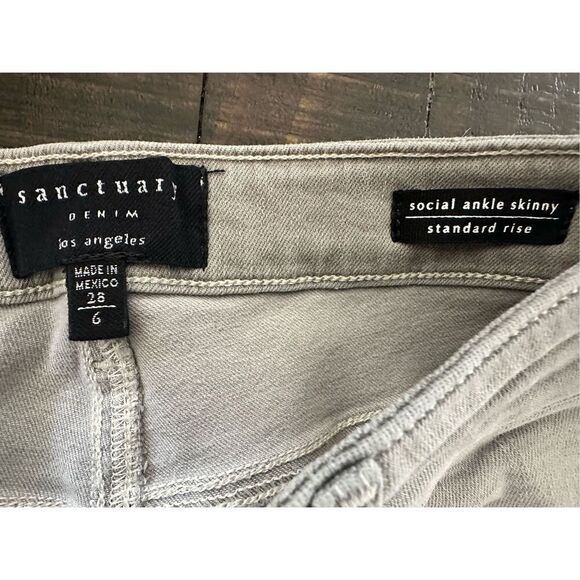 sanctuary
DENIM
los angeles
MADE IN
MEXICO
28
6
social ankle skinny
standard rise